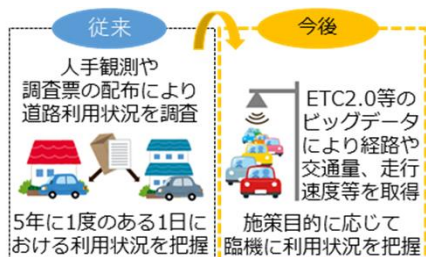 従来
人手観測や
調査票の配布により
道路利用状況を調査
5年に1度のある1日に
おける利用状況を把握
今後
ETC2.0等の
ビッグデータ
により経路や
交通量、走行
速度等を取得
施策目的に応じて
臨機に利用状況を把握